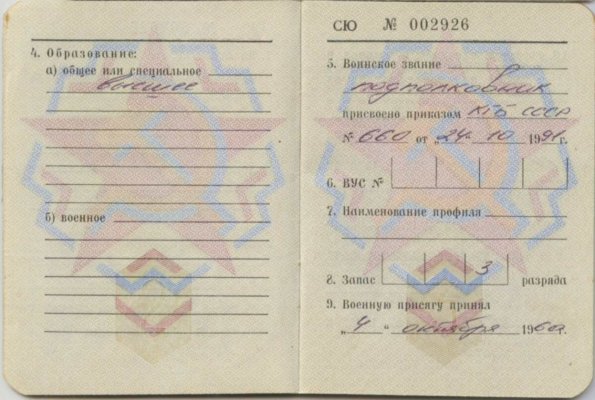 4. Образование:
а) общее или специальное
высшее
б) военное
СЮ № 002926
5. Воинское звание
подполковник
присвоено приказом КГБ СССР
№ 660 от „24" 10 1991г.
6. ВУС №
7. Наименование профиля
8. Запас 3 разряда
9. Военную присягу принял
„4" октября 1960г.